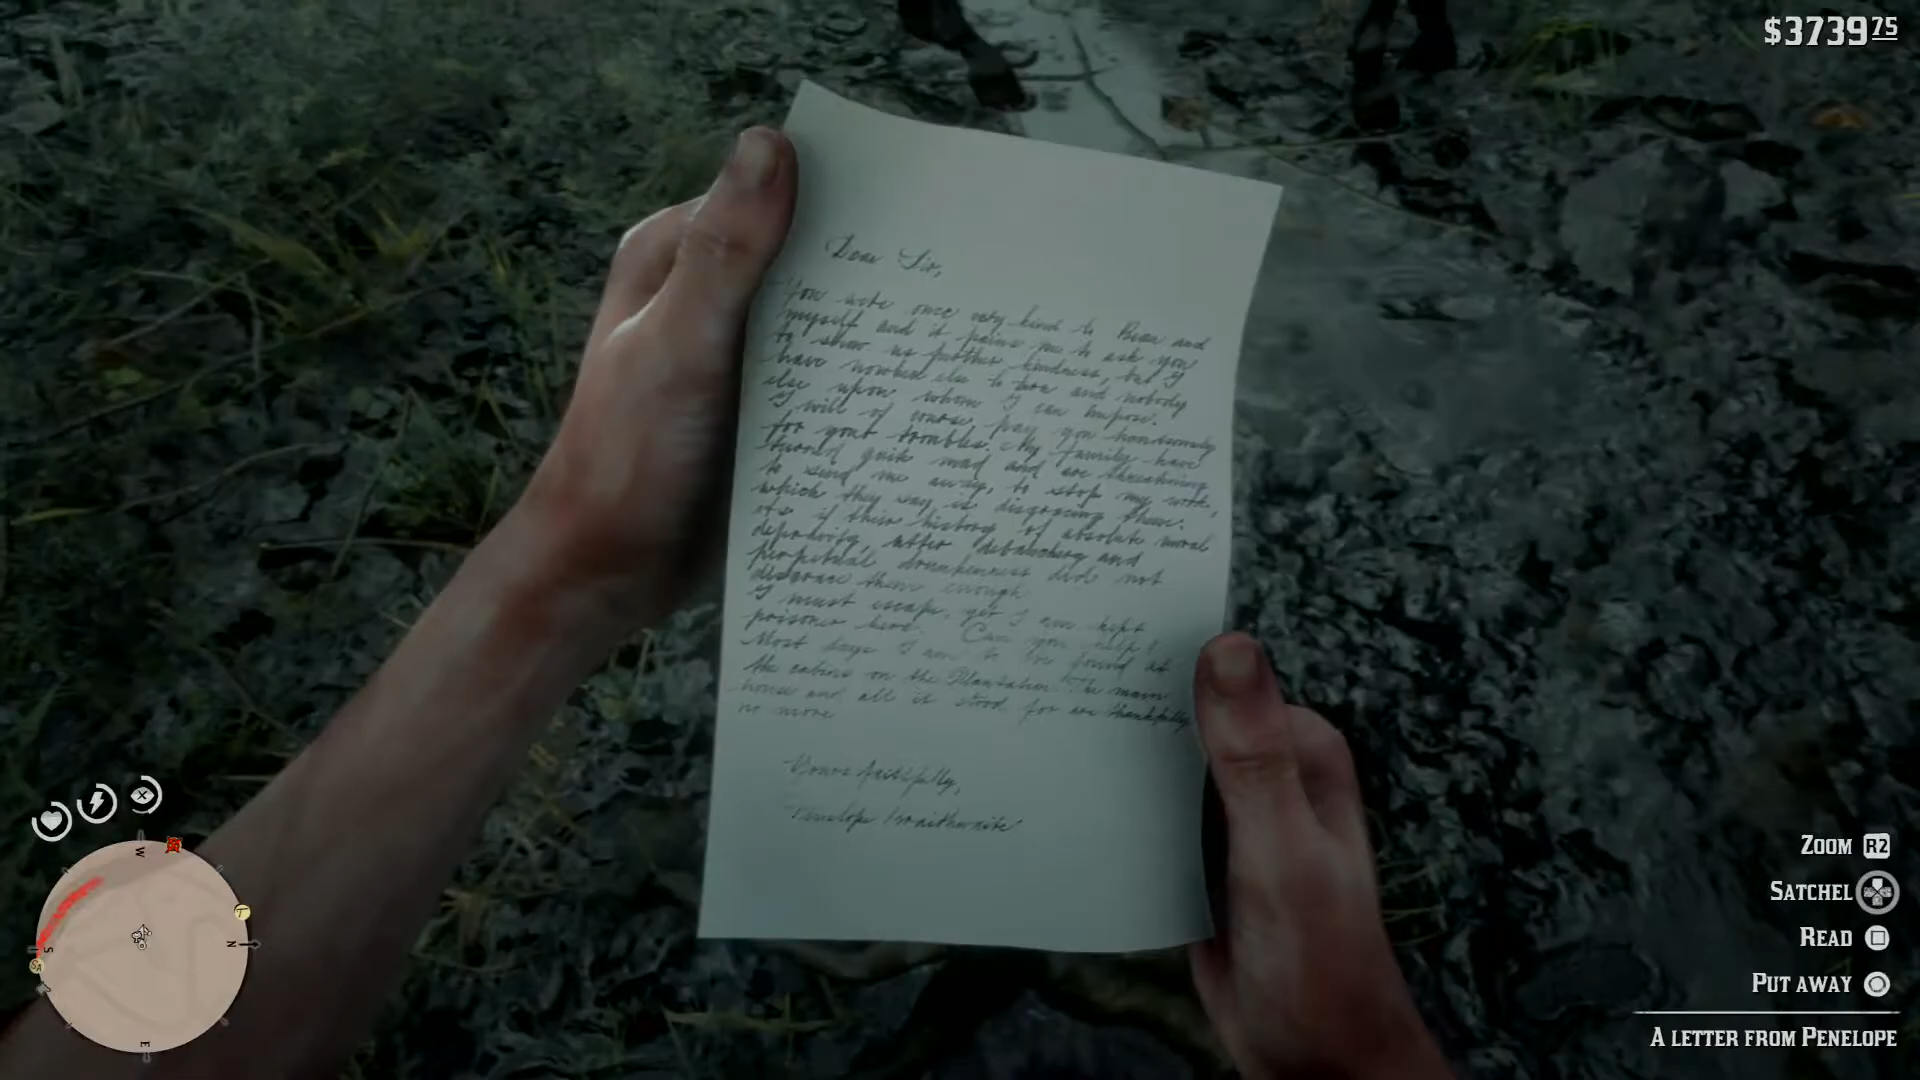 $3739 75
Dear Sir,
You were once very kind to Beau and
myself and it pains me to ask you
to show us further kindness, but I
have nowhere else to turn and nobody
else upon whom I can impose.
I will of course, pay you handsomely
for your troubles. My family have
turned quite mad and are threatening
to send me away, to stop my work,
which they say, is disgracing them.
As if their history of absolute moral
depravity, utter debauchery and
perpetual drunkenness did not
disgrace them enough
I must escape, yet I am kept
prisoner here. Can you help?
Most days I am to be found at
the cabins on the Plantation. The main
house and all it stood for are thankfully
no more
Yours faithfully,
Penelope Braithwaite
W
N
S
SA
T
E
ZOOM R2
SATCHEL
READ
PUT AWAY
A LETTER FROM PENELOPE